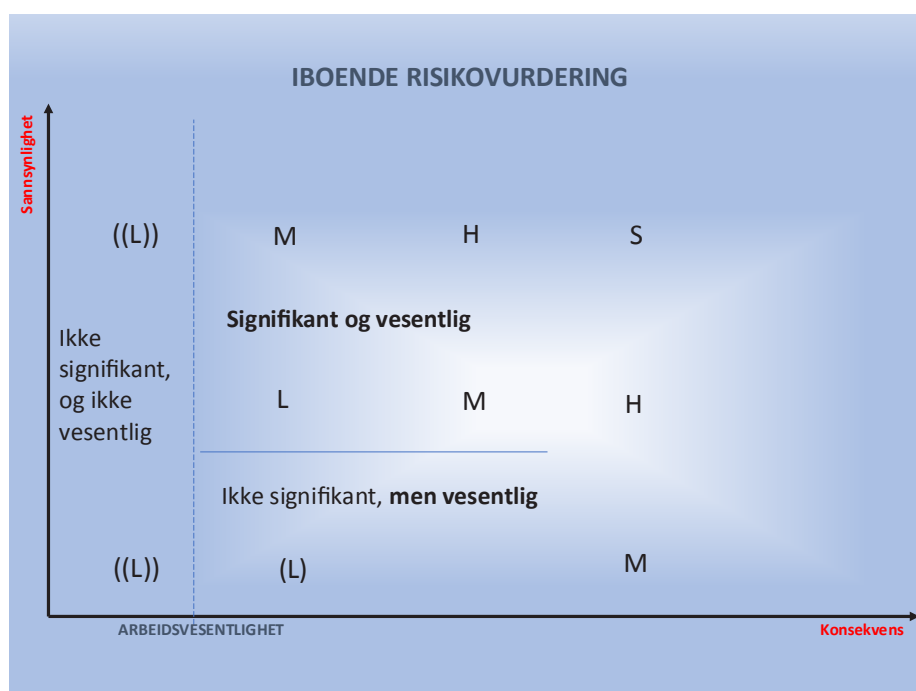 IBOENDE RISIKOVURDERING
Sannsynlighet
((L))
M
H
S
Signifikant og vesentlig
Ikke
signifikant,
og ikke
vesentlig
L
M
H
Ikke signifikant, men vesentlig
((L))
(L)
M
ARBEIDSVESENTLIGHET
Konsekvens